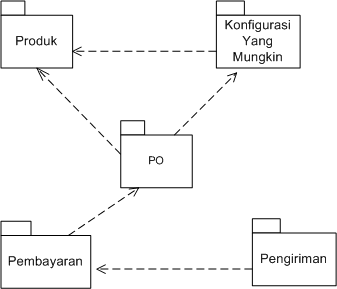 Produk
Konfigurasi
Yang
Mungkin
PO
Pembayaran
Pengiriman